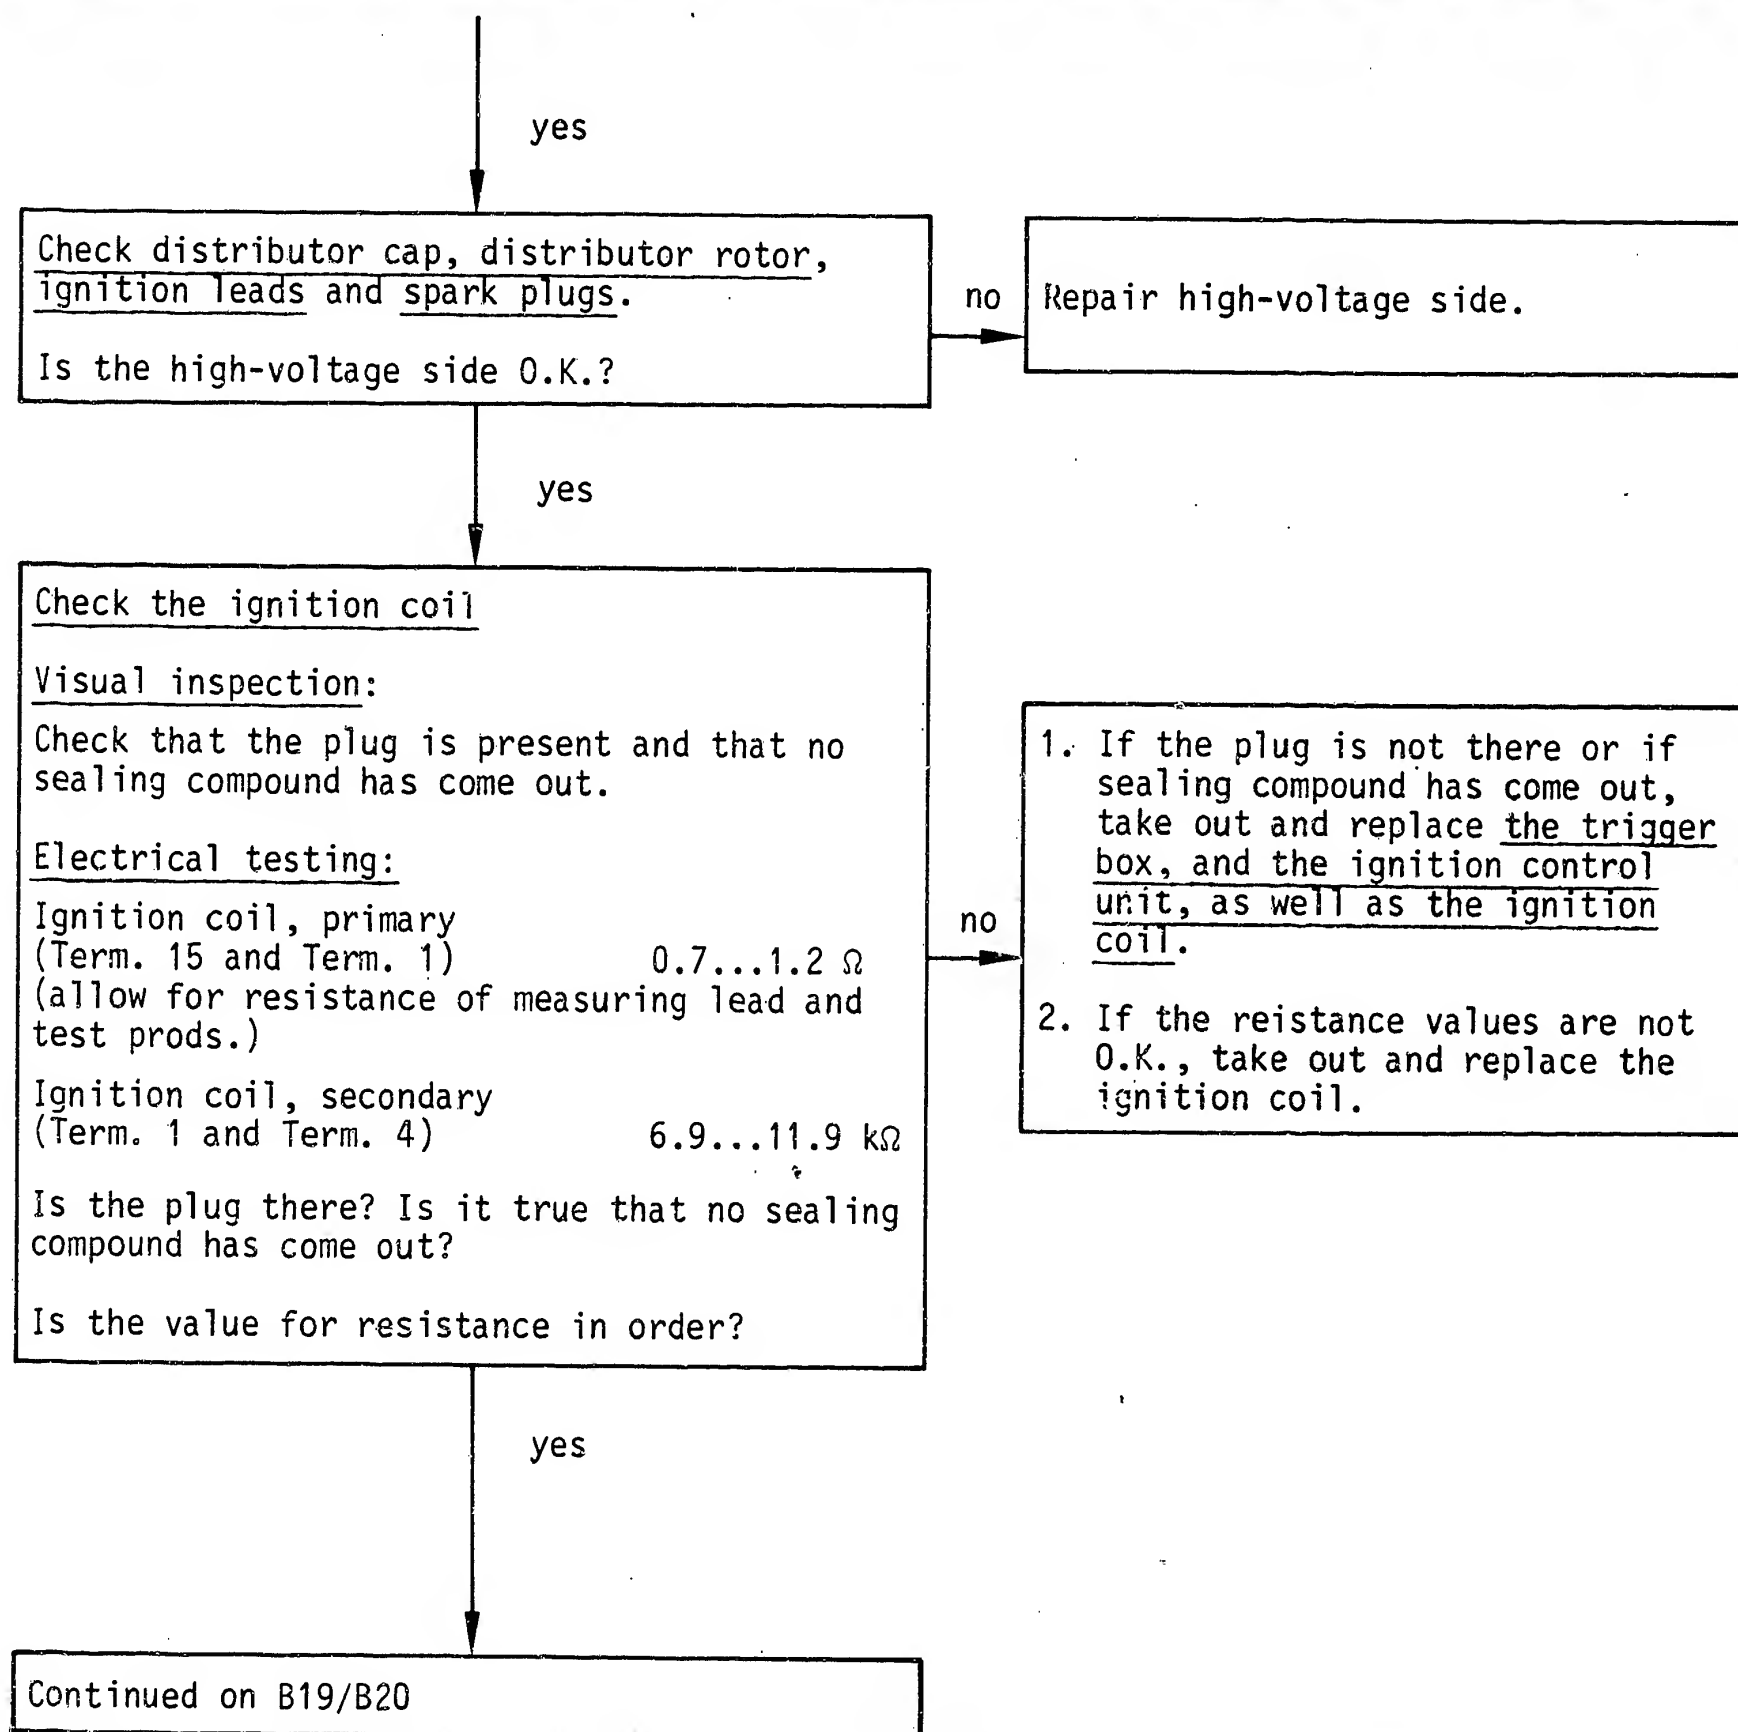 yes
Check distributor cap, distributor rotor,
ignition leads and spark plugs.
Is the high-voltage side O.K.?
no
Repair high-voltage side.
yes
Check the ignition coil
Visual inspection:
Check that the plug is present and that no
sealing compound has come out.
Electrical testing:
Ignition coil, primary
(Term. 15 and Term. 1) 0.7...1.2 Ω
(allow for resistance of measuring lead and
test prods.)
Ignition coil, secondary
(Term. 1 and Term. 4) 6.9...11.9 kΩ
Is the plug there? Is it true that no sealing
compound has come out?
Is the value for resistance in order?
no
1. If the plug is not there or if
sealing compound has come out,
take out and replace the trigger
box, and the ignition control
unit, as well as the ignition
coil.
2. If the reistance values are not
O.K., take out and replace the
ignition coil.
yes
Continued on B19/B20